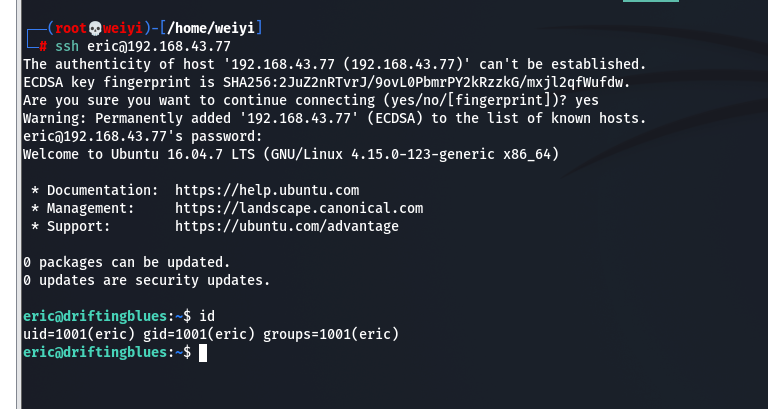 ┌──(root💀weiyi)-[/home/weiyi]
└─# ssh eric@192.168.43.77
The authenticity of host '192.168.43.77 (192.168.43.77)' can't be established.
ECDSA key fingerprint is SHA256:2JuZ2nRTvrJ/9ovL0PbmrPY2kRzzkG/mxjl2qfWufdw.
Are you sure you want to continue connecting (yes/no/[fingerprint])? yes
Warning: Permanently added '192.168.43.77' (ECDSA) to the list of known hosts.
eric@192.168.43.77's password:
Welcome to Ubuntu 16.04.7 LTS (GNU/Linux 4.15.0-123-generic x86_64)
* Documentation:  https://help.ubuntu.com
* Management:     https://landscape.canonical.com
* Support:        https://ubuntu.com/advantage
0 packages can be updated.
0 updates are security updates.
eric@driftingblues:~$ id
uid=1001(eric) gid=1001(eric) groups=1001(eric)
eric@driftingblues:~$